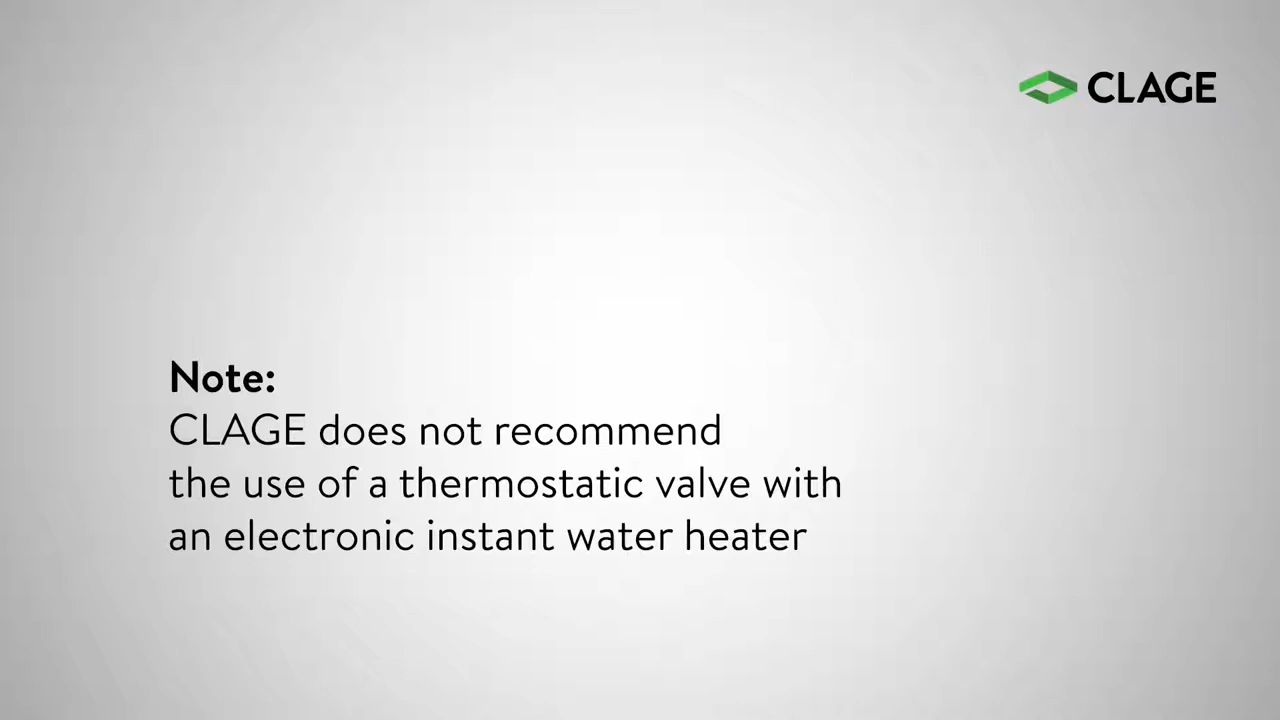 CLAGE
Note:
CLAGE does not recommend
the use of a thermostatic valve with
an electronic instant water heater